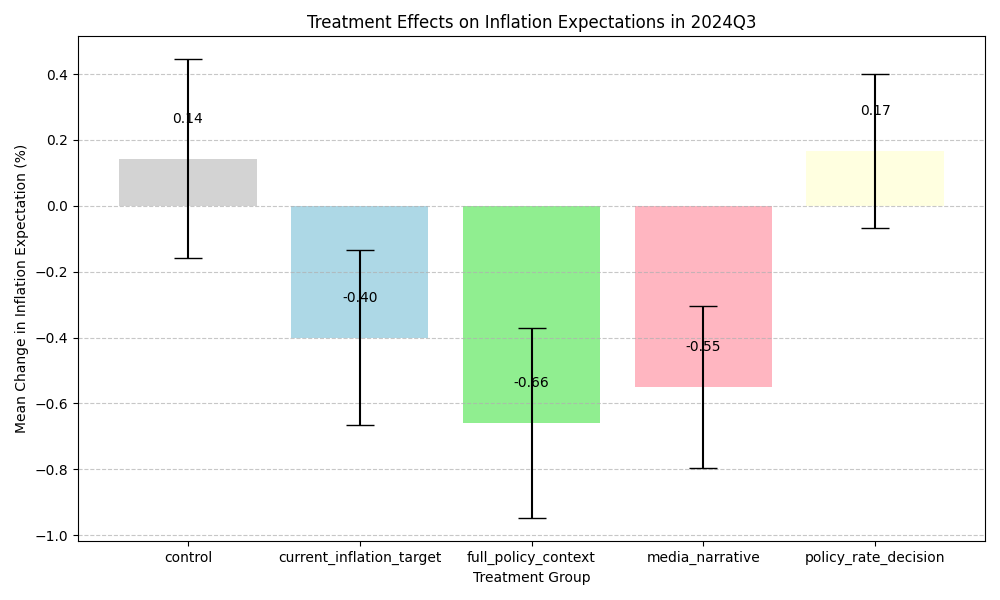 Treatment Effects on Inflation Expectations in 2024Q3
Mean Change in Inflation Expectation (%)
0.4
0.2
0.0
−0.2
−0.4
−0.6
−0.8
−1.0
0.14
-0.40
-0.66
-0.55
0.17
control
current_inflation_target
full_policy_context
media_narrative
policy_rate_decision
Treatment Group